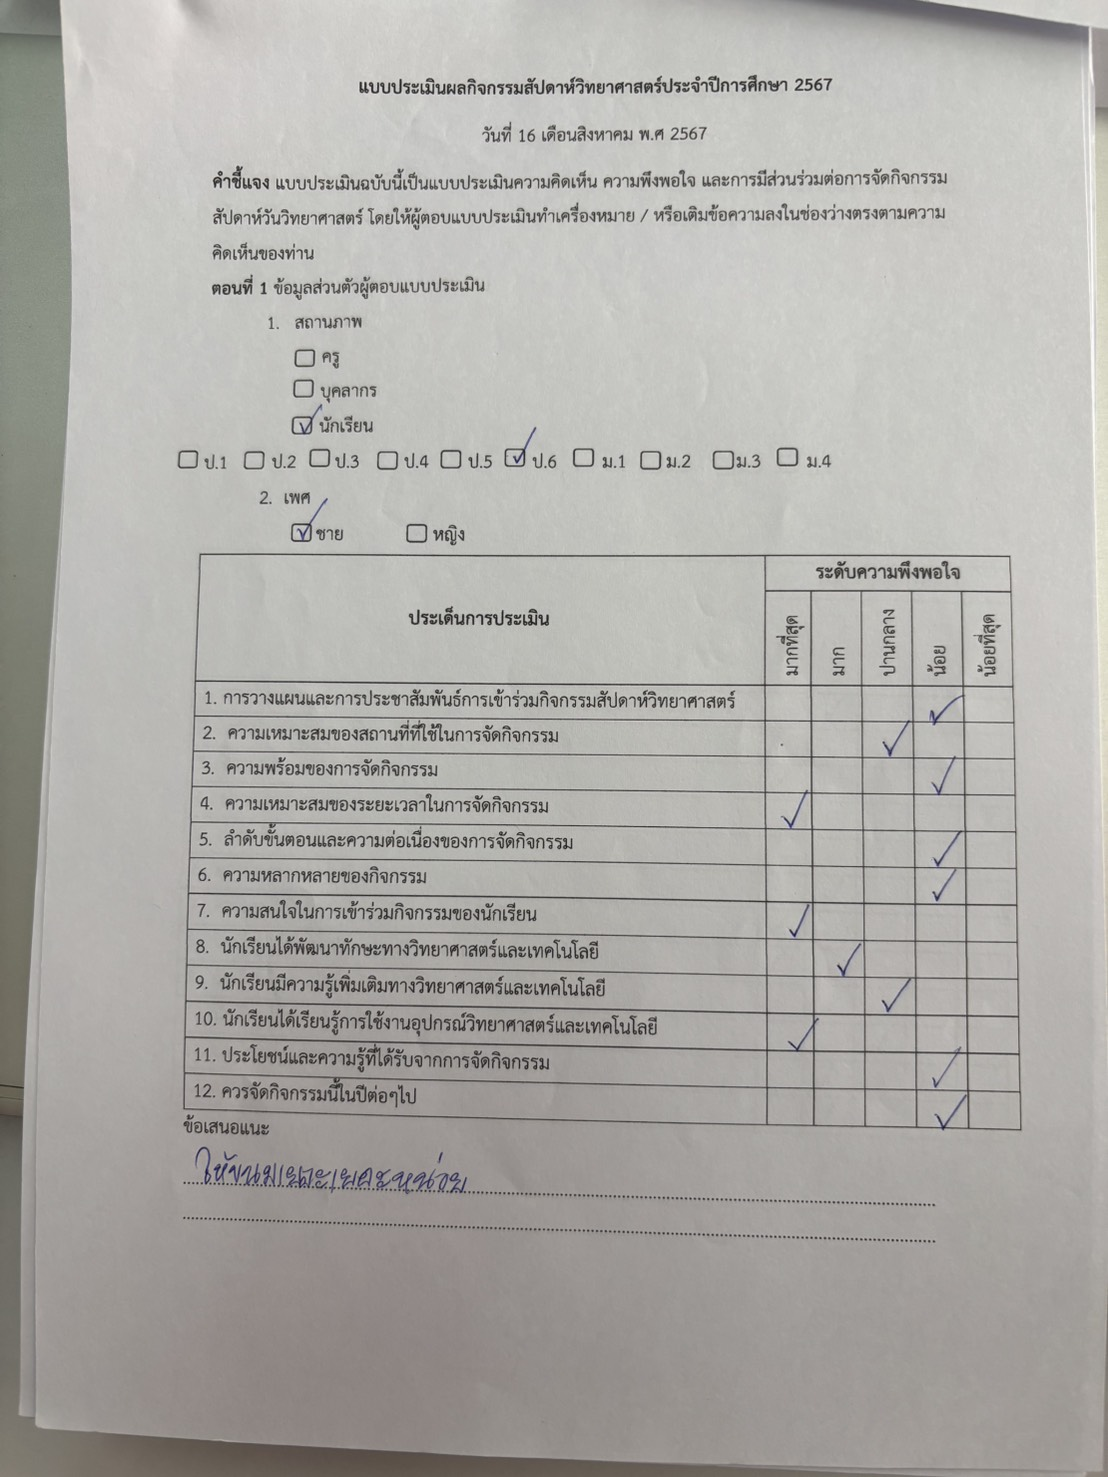 แบบประเมินผลกิจกรรมสัปดาห์วิทยาศาสตร์ประจำปีการศึกษา 2567
วันที่ 16 เดือนสิงหาคม พ.ศ 2567
คำชี้แจง แบบประเมินฉบับนี้เป็นแบบประเมินความคิดเห็น ความพึงพอใจ และการมีส่วนร่วมต่อการจัดกิจกรรม
สัปดาห์วันวิทยาศาสตร์ โดยให้ผู้ตอบแบบประเมินทำเครื่องหมาย / หรือเติมข้อความลงในช่องว่างตรงตามความ
คิดเห็นของท่าน
ตอนที่ 1 ข้อมูลส่วนตัวผู้ตอบแบบประเมิน
1. สถานภาพ
ครู
บุคลากร
นักเรียน
ป.1 ป.2 ป.3 ป.4 ป.5 ป.6 ม.1 ม.2 ม.3 ม.4
2. เพศ
ชาย หญิง
ระดับความพึงพอใจ
ประเด็นการประเมิน
มากที่สุด มาก ปานกลาง น้อย น้อยที่สุด
1. การวางแผนและการประชาสัมพันธ์การเข้าร่วมกิจกรรมสัปดาห์วิทยาศาสตร์
2. ความเหมาะสมของสถานที่ที่ใช้ในการจัดกิจกรรม
3. ความพร้อมของการจัดกิจกรรม
4. ความเหมาะสมของระยะเวลาในการจัดกิจกรรม
5. ลำดับขั้นตอนและความต่อเนื่องของการจัดกิจกรรม
6. ความหลากหลายของกิจกรรม
7. ความสนใจในการเข้าร่วมกิจกรรมของนักเรียน
8. นักเรียนได้พัฒนาทักษะทางวิทยาศาสตร์และเทคโนโลยี
9. นักเรียนมีความรู้เพิ่มเติมทางวิทยาศาสตร์และเทคโนโลยี
10. นักเรียนได้เรียนรู้การใช้งานอุปกรณ์วิทยาศาสตร์และเทคโนโลยี
11. ประโยชน์และความรู้ที่ได้รับจากการจัดกิจกรรม
12. ควรจัดกิจกรรมนี้ในปีต่อๆไป
ข้อเสนอแนะ
ให้ขนมเยอะเยอะหน่อย